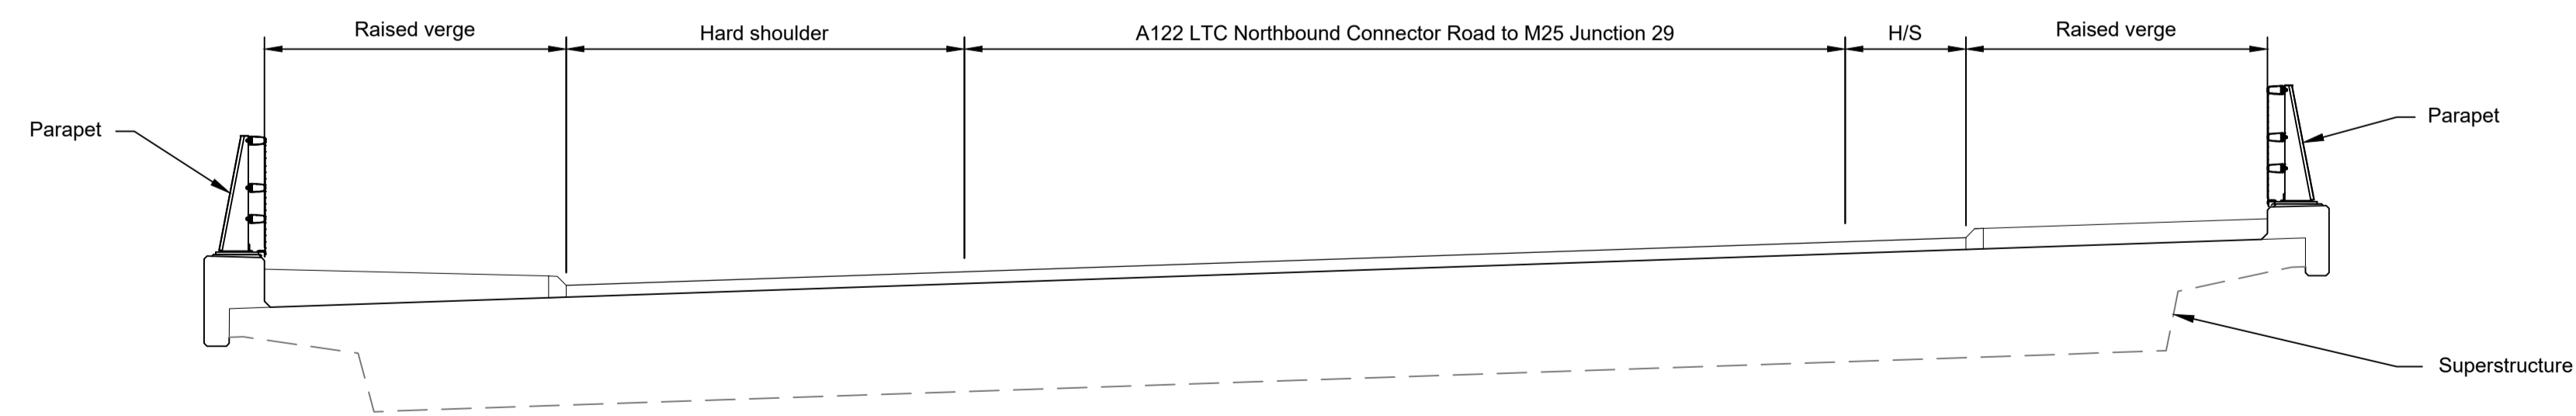 Raised verge
Hard shoulder
A122 LTC Northbound Connector Road to M25 Junction 29
H/S
Raised verge
Parapet
Parapet
Superstructure